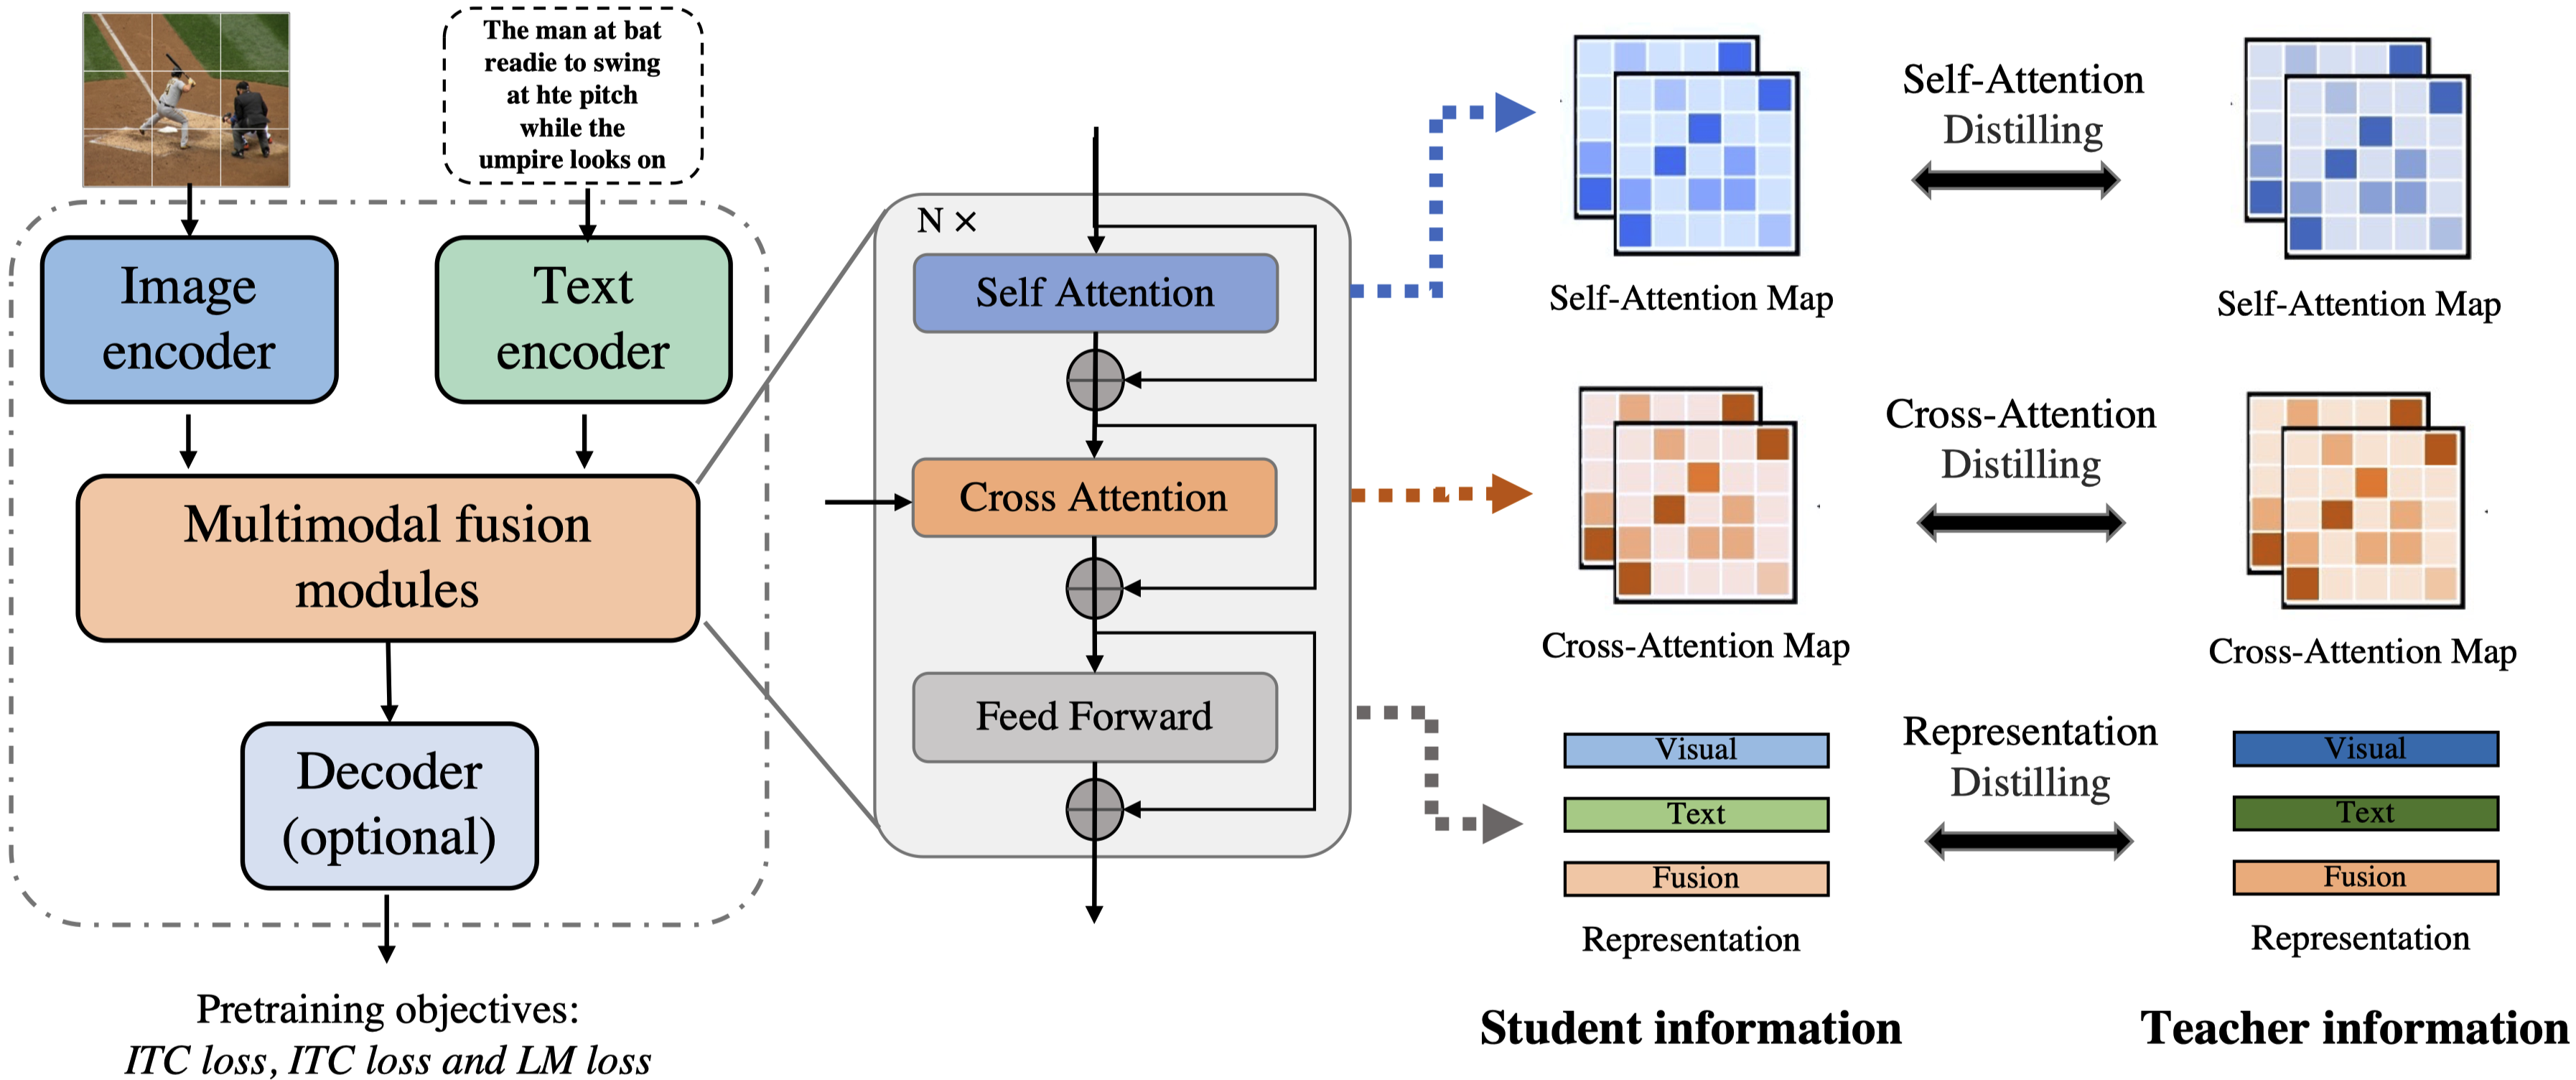 The man at bat
readie to swing
at hte pitch
while the
umpire looks on
Image
encoder
Text
encoder
Multimodal fusion
modules
Decoder
(optional)
Pretraining objectives:
ITC loss, ITC loss and LM loss
N ×
Self Attention
Cross Attention
Feed Forward
Self-Attention Map
Cross-Attention Map
Visual
Text
Fusion
Representation
Student information
Self-Attention
Distilling
Cross-Attention
Distilling
Representation
Distilling
Self-Attention Map
Cross-Attention Map
Visual
Text
Fusion
Representation
Teacher information